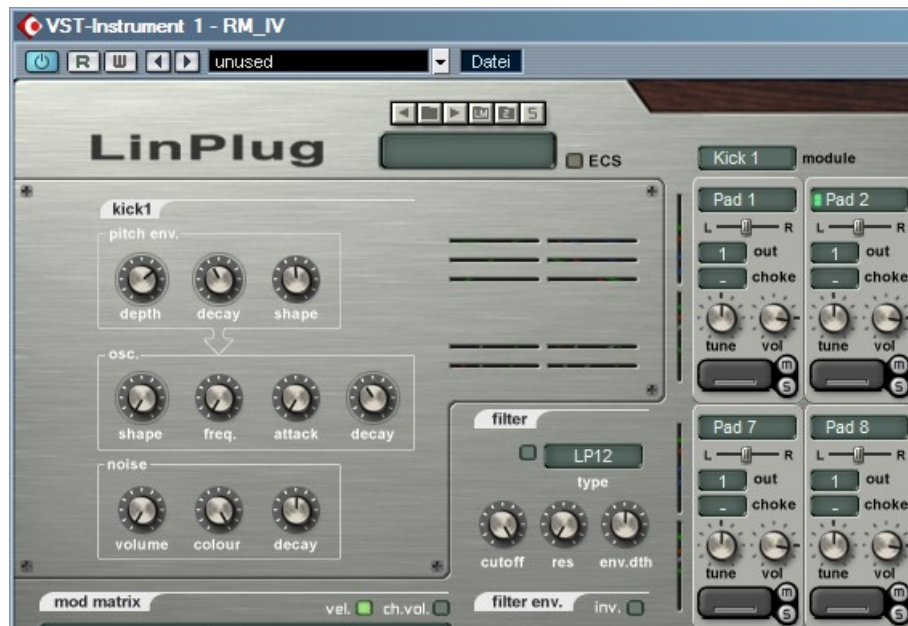 VST-Instrument 1 - RM_IV
R W unused Datei
LM 2 S
LinPlug
ECS
Kick 1 module
kick1
pitch env.
depth decay shape
osc.
shape freq. attack decay
noise
volume colour decay
filter
LP12
type
cutoff res env.dth
mod matrix
vel. ch.vol.
filter env. inv.
Pad 1 Pad 2
L R L R
1 out 1 out
- choke - choke
tune vol tune vol
m m
S S
Pad 7 Pad 8
L R L R
1 out 1 out
- choke - choke
tune vol tune vol
m m
S S